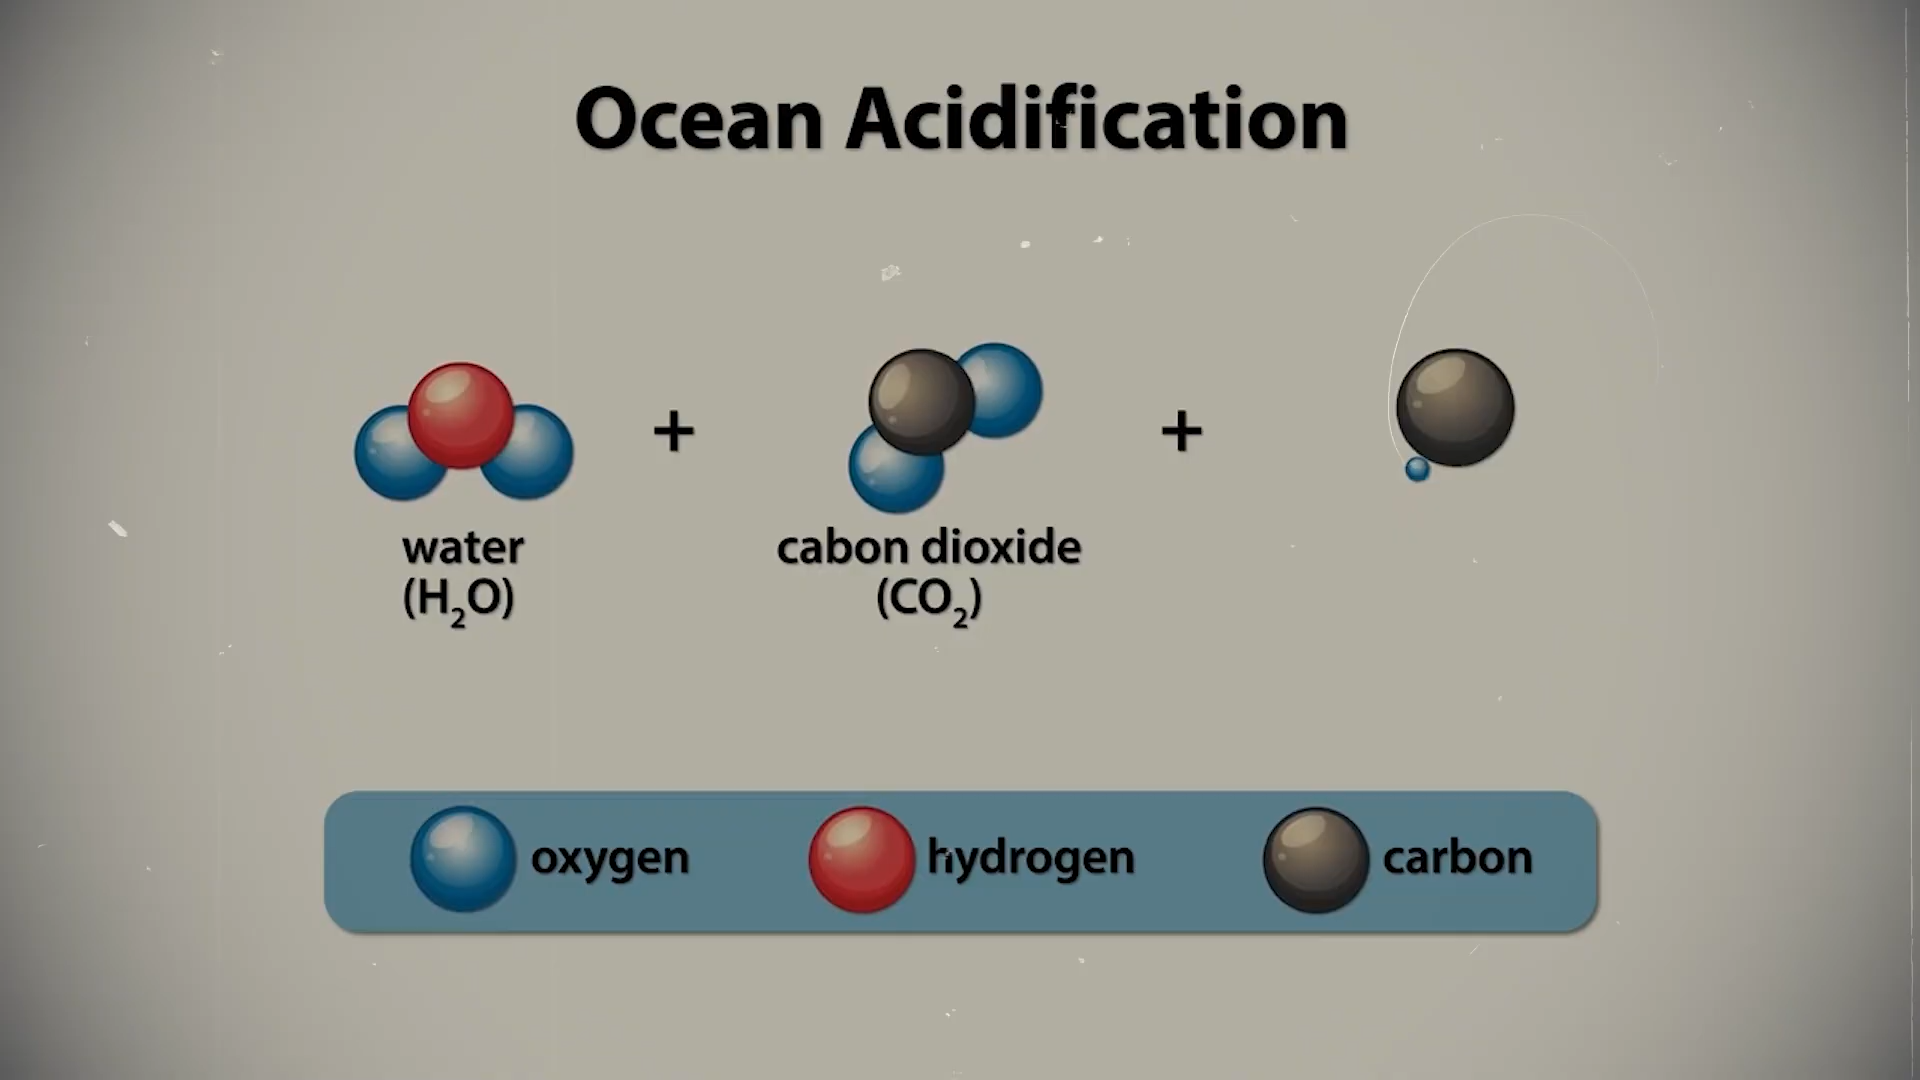 Ocean Acidification
+
+
water
(H₂O)
cabon dioxide
(CO₂)
oxygen
hydrogen
carbon